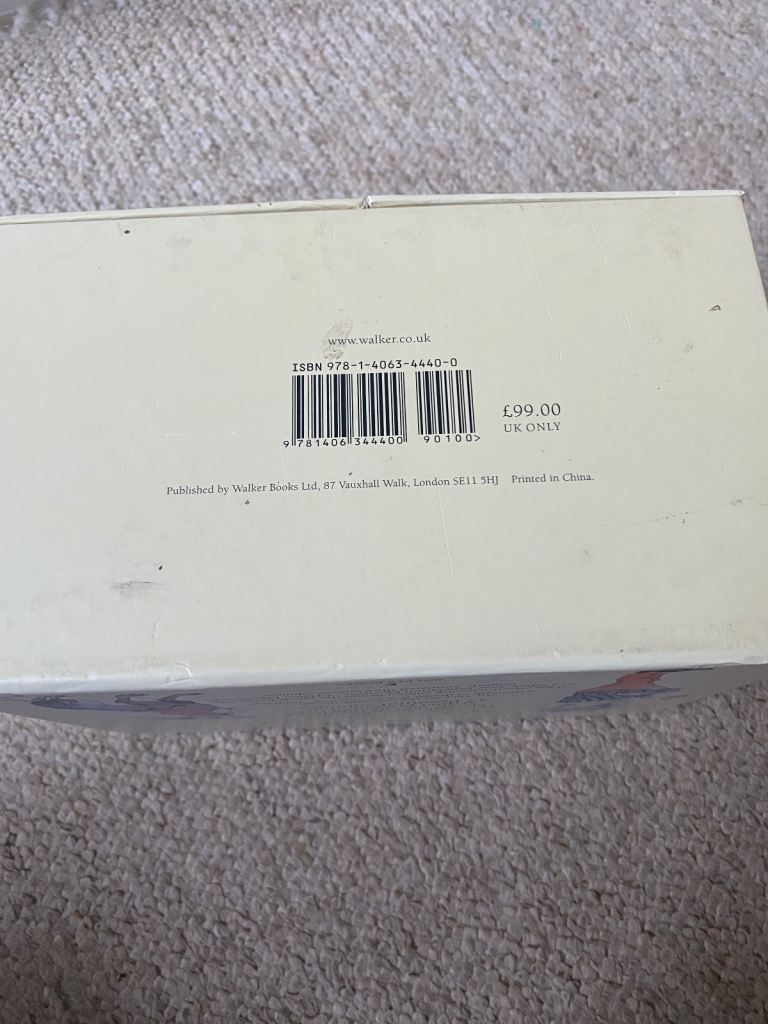 www.walker.co.uk
ISBN 978-1-4063-4440-0
9 781406 344400 90100>
£99.00
UK ONLY
Published by Walker Books Ltd, 87 Vauxhall Walk, London SE11 5HJ Printed in China.